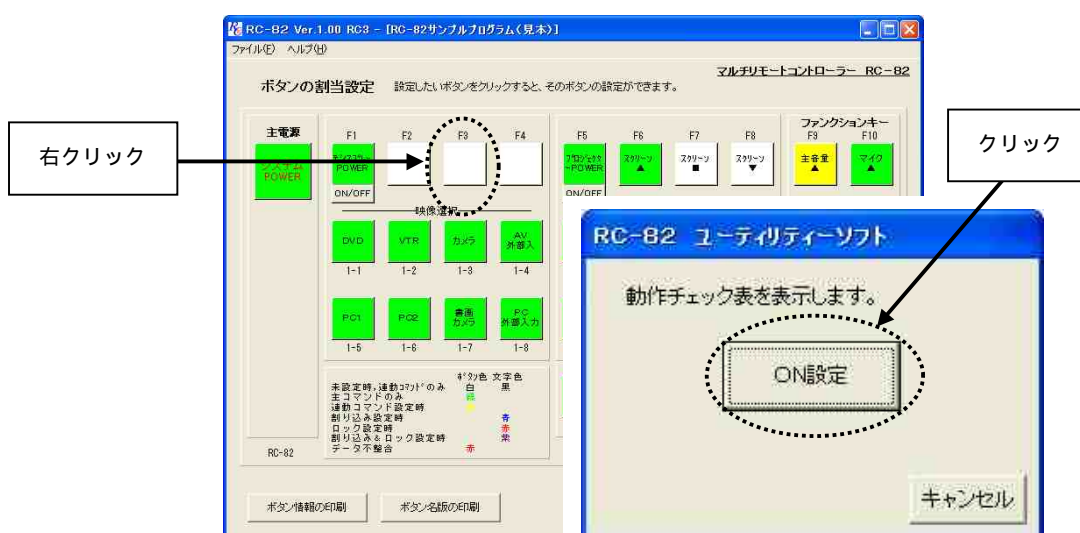 RC-82 Ver.1.00 RC3 - [RC-82サンプルプログラム(見本)]
ファイル(F) ヘルプ(H)
マルチリモートコントローラー RC-82
ボタンの割当設定 設定したいボタンをクリックすると、そのボタンの設定ができます。
右クリック
クリック
ファンクションキー
主電源 F1 F2 F3 F4 F5 F6 F7 F8 F9 F10
システム
POWER
POWER
プロジェクタ
ーPOWER
スクリーン
▲
スクリーン
■
スクリーン
▼
主音量
▲
マイク
▲
ON/OFF ON/OFF
映像選択
DVD VTR カメラ AV
外部入
1-1 1-2 1-3 1-4
PC1 PC2 書画
カメラ
PC
外部入力
1-5 1-6 1-7 1-8
ボタン色 文字色
未設定時,連動コマンドのみ 白 黒
主コマンドのみ 緑
連動コマンド設定時
割り込み設定時 青
ロック設定時 赤
割り込み&ロック設定時 紫
データ不整合 赤
RC-82
ボタン情報の印刷 ボタン名版の印刷
RC-82 ユーティリティーソフト
動作チェック表を表示します。
ON設定
キャンセル